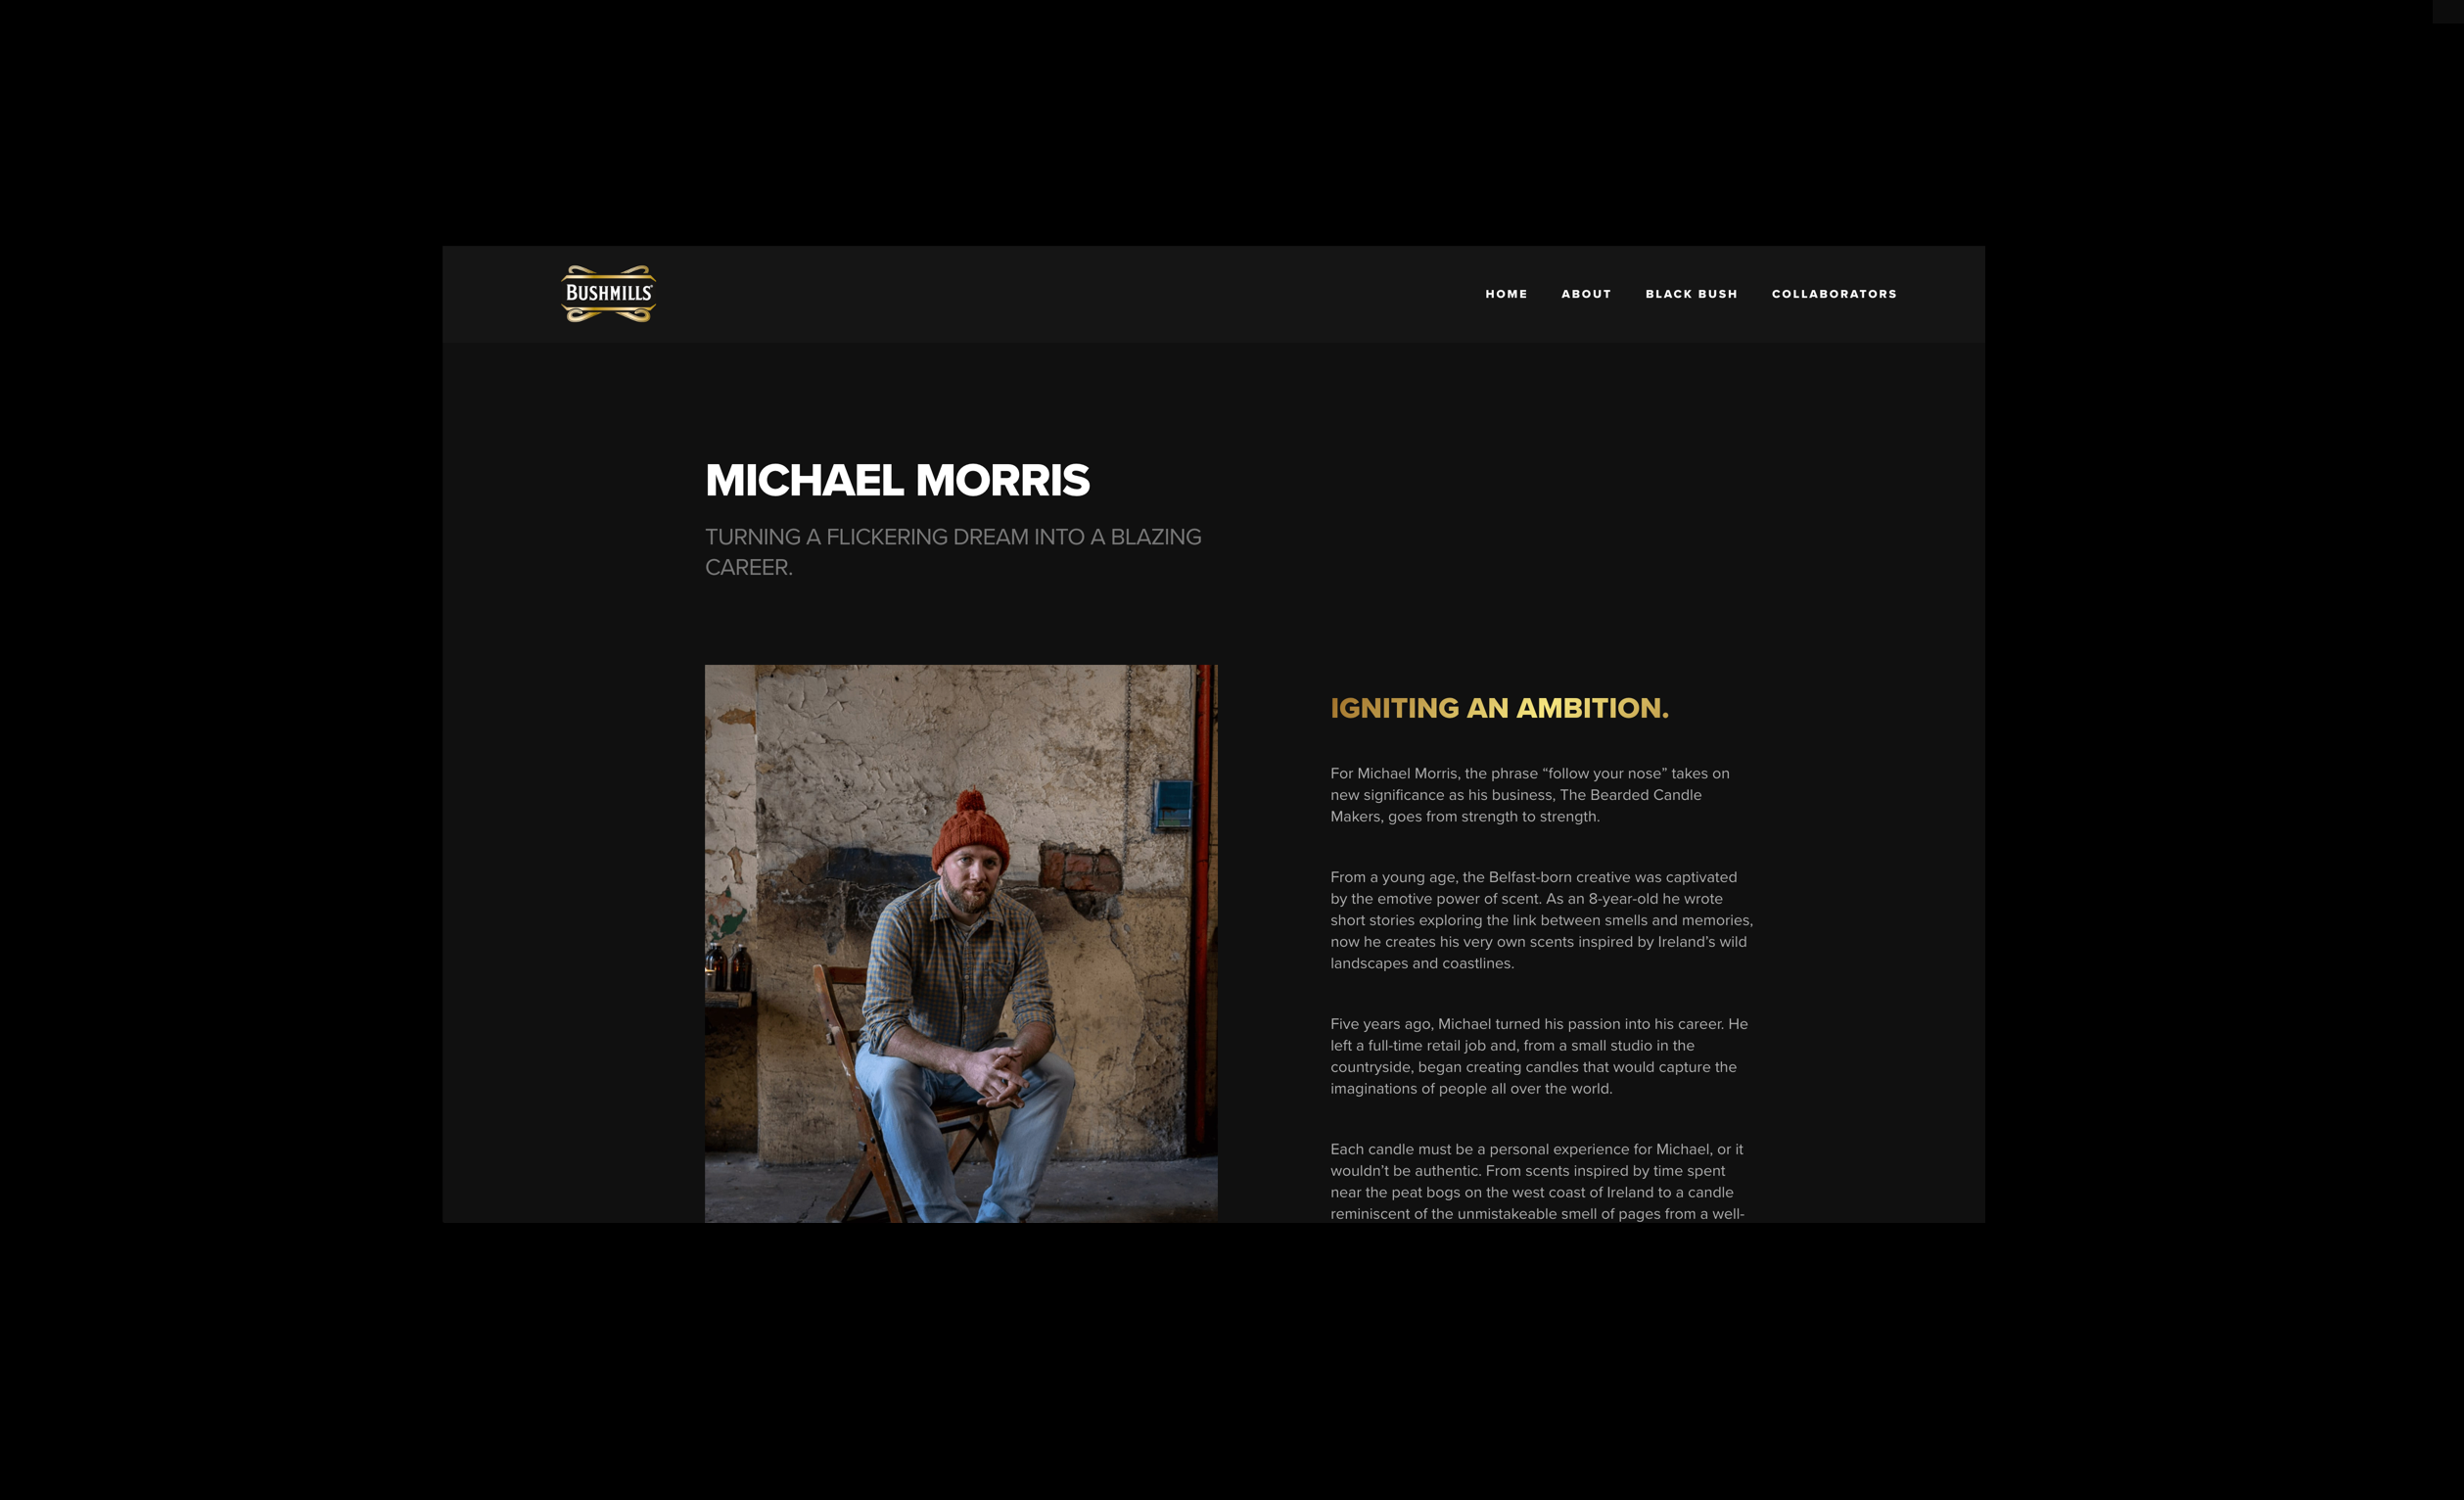 BUSHMILLS
HOME ABOUT BLACK BUSH COLLABORATORS
MICHAEL MORRIS
TURNING A FLICKERING DREAM INTO A BLAZING
CAREER.
IGNITING AN AMBITION.
For Michael Morris, the phrase “follow your nose” takes on
new significance as his business, The Bearded Candle
Makers, goes from strength to strength.
From a young age, the Belfast-born creative was captivated
by the emotive power of scent. As an 8-year-old he wrote
short stories exploring the link between smells and memories,
now he creates his very own scents inspired by Ireland’s wild
landscapes and coastlines.
Five years ago, Michael turned his passion into his career. He
left a full-time retail job and, from a small studio in the
countryside, began creating candles that would capture the
imaginations of people all over the world.
Each candle must be a personal experience for Michael, or it
wouldn’t be authentic. From scents inspired by time spent
near the peat bogs on the west coast of Ireland to a candle
reminiscent of the unmistakeable smell of pages from a well-